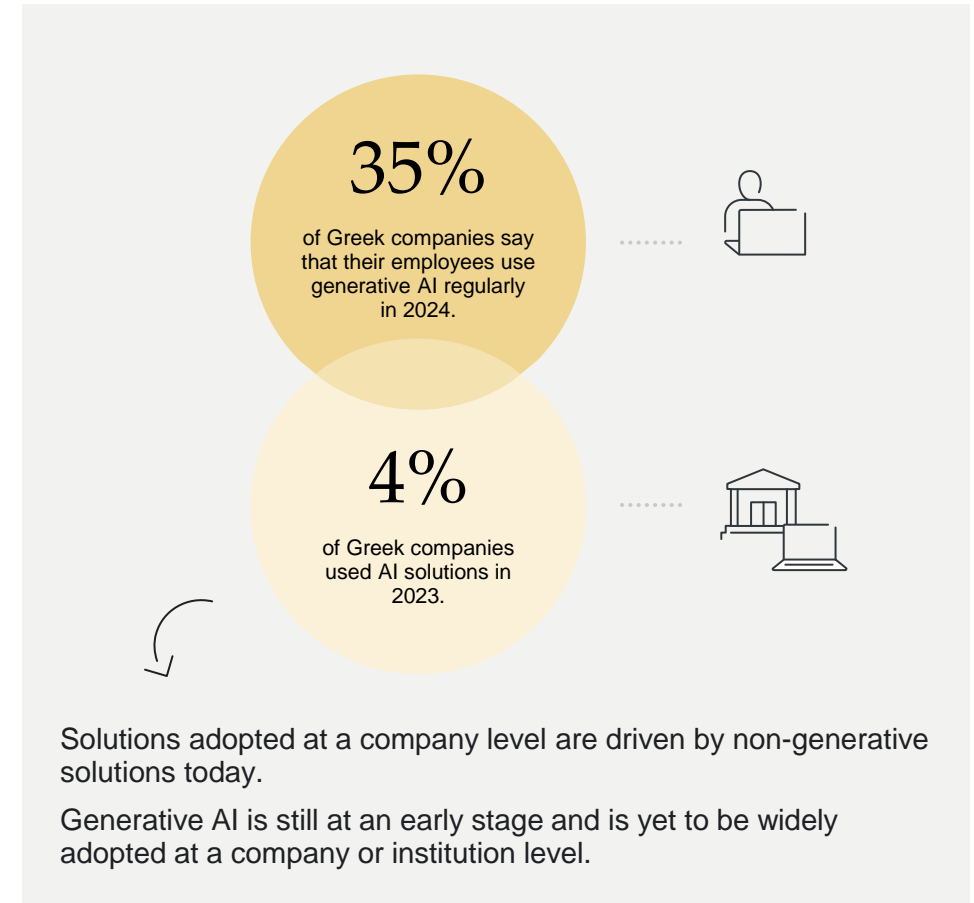 35%
of Greek companies say
that their employees use
generative AI regularly
in 2024.
4%
of Greek companies
used AI solutions in
2023.
Solutions adopted at a company level are driven by non-generative
solutions today.
Generative AI is still at an early stage and is yet to be widely
adopted at a company or institution level.